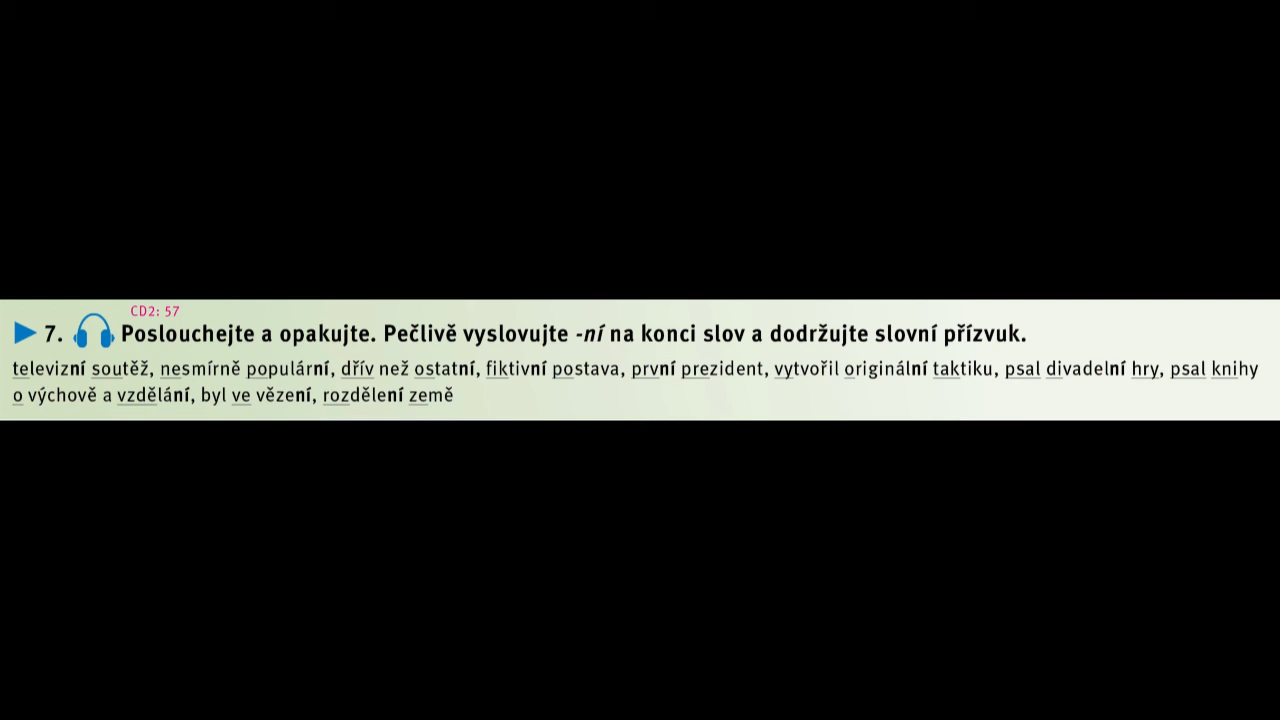 CD2: 57
7. Poslouchejte a opakujte. Pečlivě vyslovujte -ní na konci slov a dodržujte slovní přízvuk.
televizní soutěž, nesmírně populární, dřív než ostatní, fiktivní postava, první prezident, vytvořil originální taktiku, psal divadelní hry, psal knihy
o výchově a vzdělání, byl ve vězení, rozdělení země